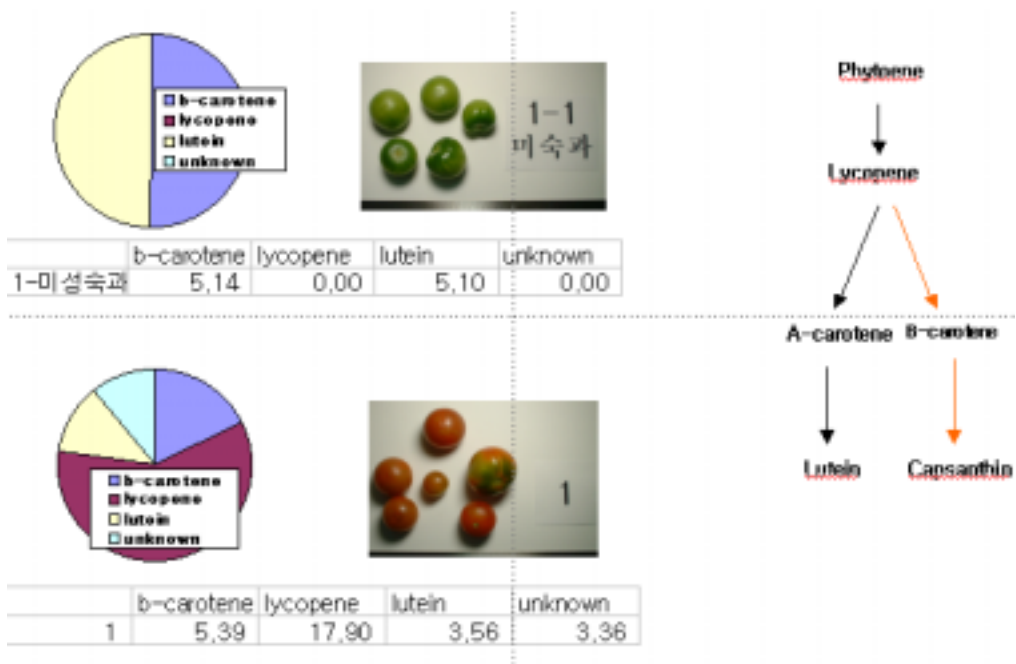 b-carotene
lycopene
lutein
unknown
1-1
미숙과
b-carotene lycopene lutein unknown
1-미성숙과 5,14 0,00 5,10 0,00
b-carotene
lycopene
lutein
unknown
1
b-carotene lycopene lutein unknown
1 5,39 17,90 3,56 3,36
Phytoene
Lycopene
A-carotene B-carotene
Lutein Capsanthin